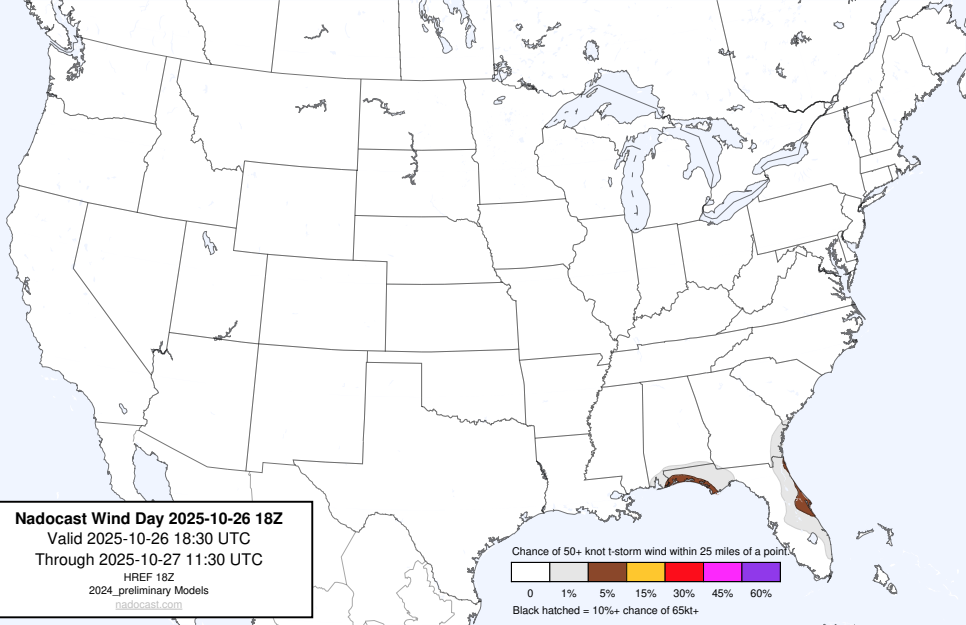 Nadocast Wind Day 2025-10-26 18Z
Valid 2025-10-26 18:30 UTC
Through 2025-10-27 11:30 UTC
HREF 18Z
2024_preliminary Models
nadocast.com
Chance of 50+ knot t-storm wind within 25 miles of a point.
0 1% 5% 15% 30% 45% 60%
Black hatched = 10%+ chance of 65kt+